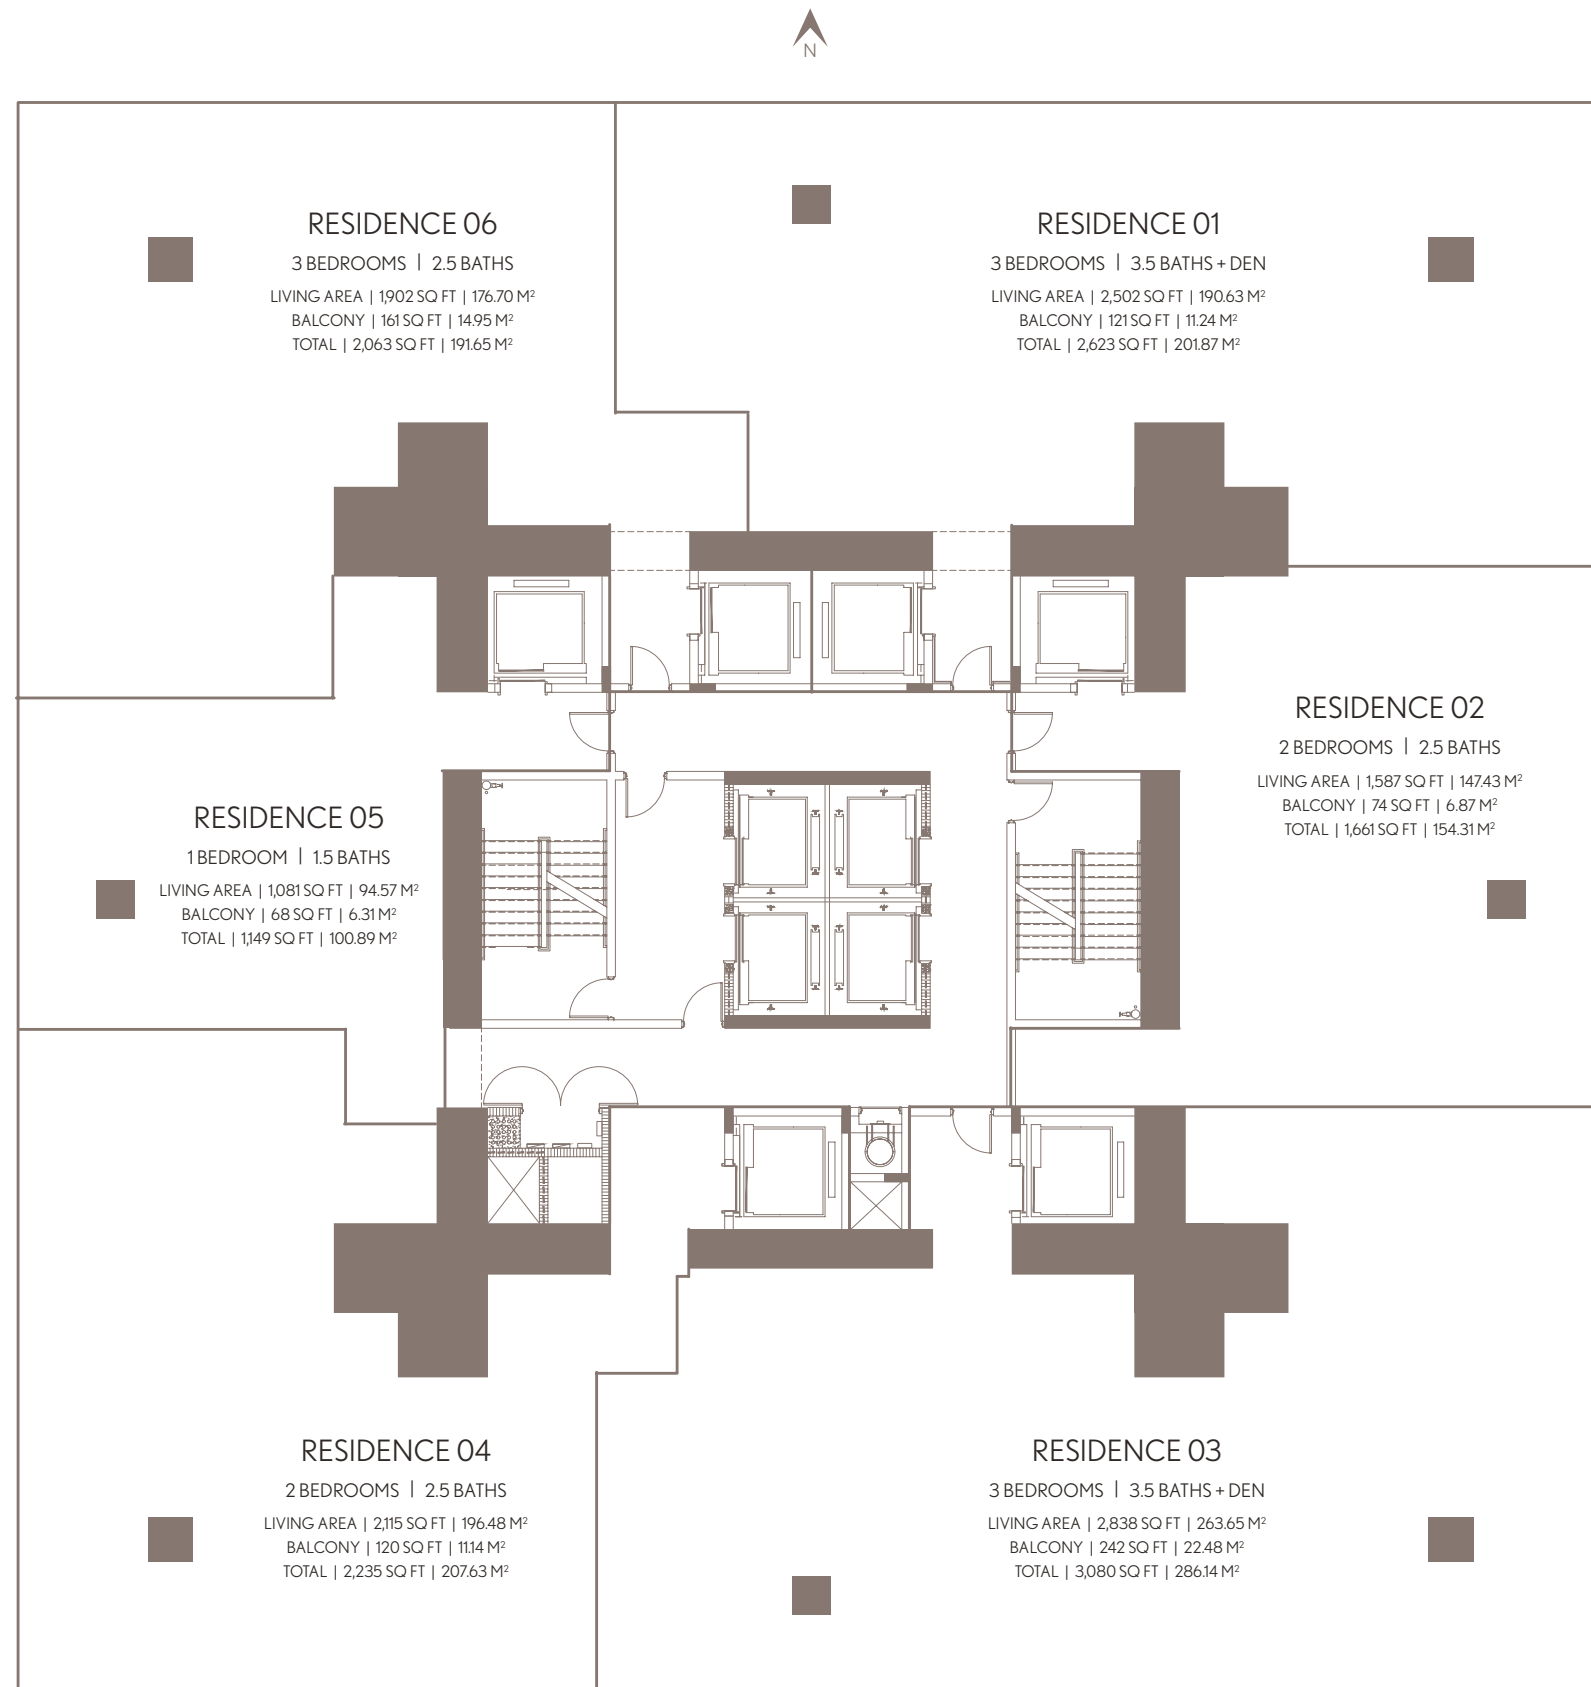 N
RESIDENCE 06
3 BEDROOMS | 2.5 BATHS
LIVING AREA | 1,902 SQ FT | 176.70 M²
BALCONY | 161 SQ FT | 14.95 M²
TOTAL | 2,063 SQ FT | 191.65 M²
RESIDENCE 01
3 BEDROOMS | 3.5 BATHS + DEN
LIVING AREA | 2,502 SQ FT | 190.63 M²
BALCONY | 121 SQ FT | 11.24 M²
TOTAL | 2,623 SQ FT | 201.87 M²
RESIDENCE 02
2 BEDROOMS | 2.5 BATHS
LIVING AREA | 1,587 SQ FT | 147.43 M²
BALCONY | 74 SQ FT | 6.87 M²
TOTAL | 1,661 SQ FT | 154.31 M²
RESIDENCE 05
1 BEDROOM | 1.5 BATHS
LIVING AREA | 1,081 SQ FT | 94.57 M²
BALCONY | 68 SQ FT | 6.31 M²
TOTAL | 1,149 SQ FT | 100.89 M²
RESIDENCE 04
2 BEDROOMS | 2.5 BATHS
LIVING AREA | 2,115 SQ FT | 196.48 M²
BALCONY | 120 SQ FT | 11.14 M²
TOTAL | 2,235 SQ FT | 207.63 M²
RESIDENCE 03
3 BEDROOMS | 3.5 BATHS + DEN
LIVING AREA | 2,838 SQ FT | 263.65 M²
BALCONY | 242 SQ FT | 22.48 M²
TOTAL | 3,080 SQ FT | 286.14 M²